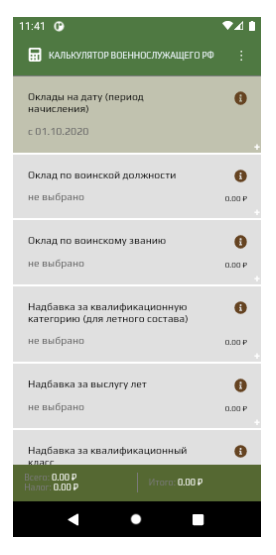 11:41
КАЛЬКУЛЯТОР ВОЕННОСЛУЖАЩЕГО РФ
Оклады на дату (период
начисления)
с 01.10.2020
+
Оклад по воинской должности
не выбрано
0.00 ₽
+
Оклад по воинскому званию
не выбрано
0.00 ₽
+
Надбавка за квалификационную
категорию (для летного состава)
не выбрано
0.00 ₽
+
Надбавка за выслугу лет
не выбрано
0.00 ₽
+
Надбавка за квалификационный
класс
Всего: 0.00 ₽
Налог: 0.00 ₽
Итого: 0.00 ₽